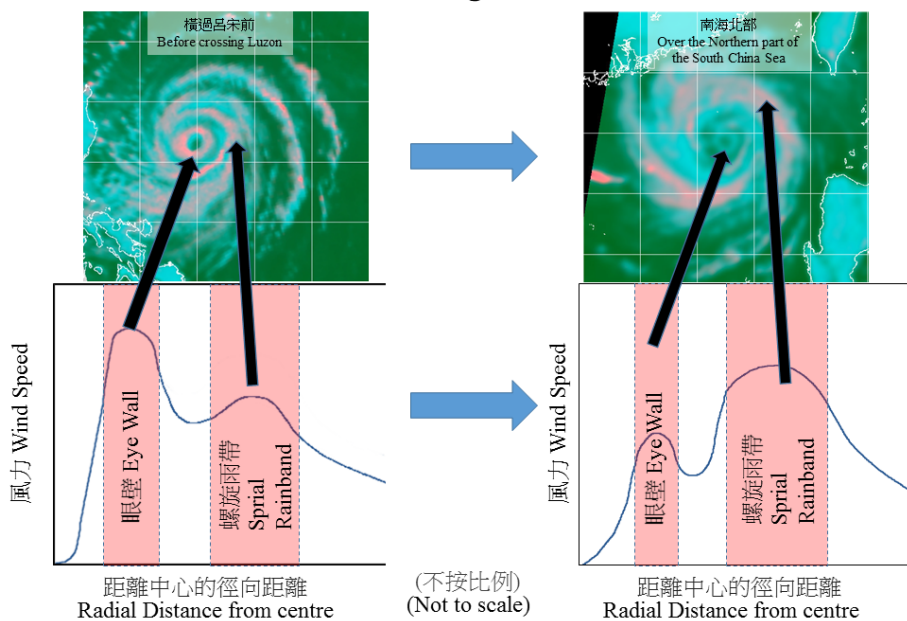 橫過呂宋前
Before crossing Luzon
南海北部
Over the Northern part of
the South China Sea
風力 Wind Speed
眼壁 Eye Wall
螺旋雨帶
Sprial
Rainband
距離中心的徑向距離
Radial Distance from centre
(不按比例)
(Not to scale)
風力 Wind Speed
眼壁 Eye Wall
螺旋雨帶
Sprial
Rainband
距離中心的徑向距離
Radial Distance from centre